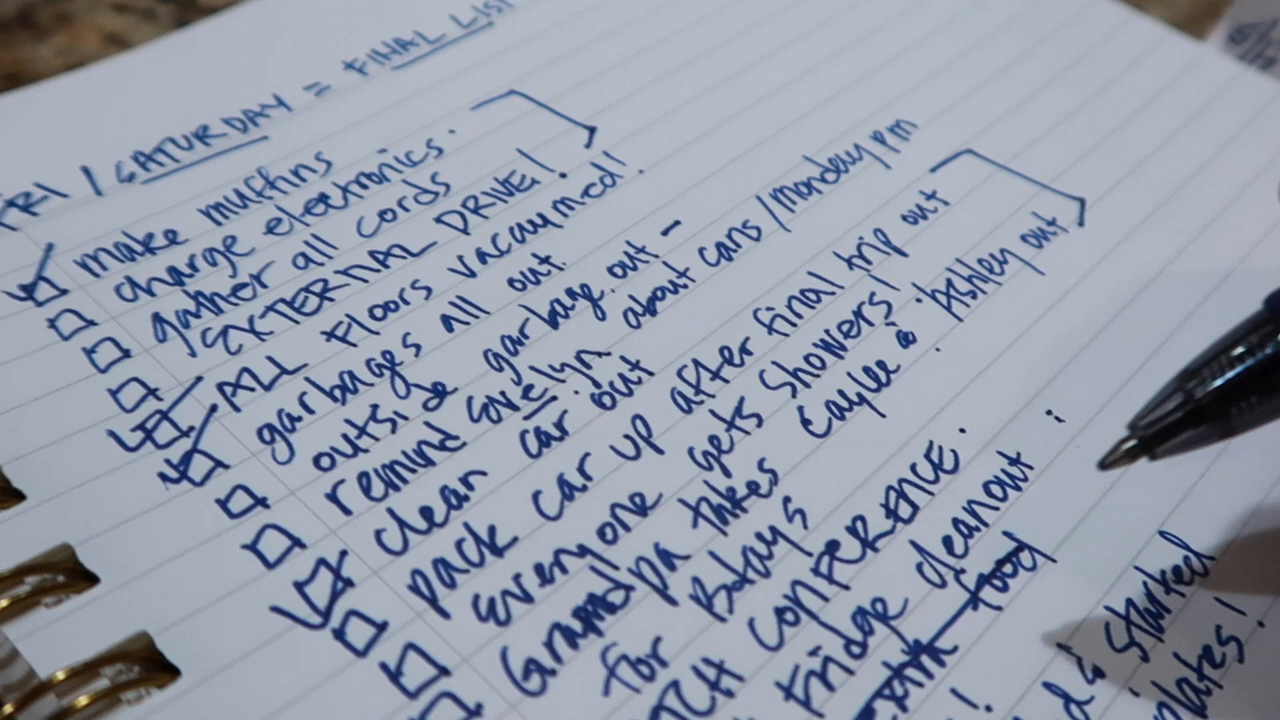 FRI / SATURDAY = FINAL LIST
make muffins
charge electronics.
gather all cords
EXTERNAL DRIVE!
ALL Floors vacuumed!
garbages all out.
outside garbage out -
remind Evelyn about cans / Monday pm
clean car out
pack car up after final trip out
Everyone gets showers!
Grandpa takes Caylee & Ashley out
for Bdays
CONFERENCE.
Fridge cleanout :
extra food
& started